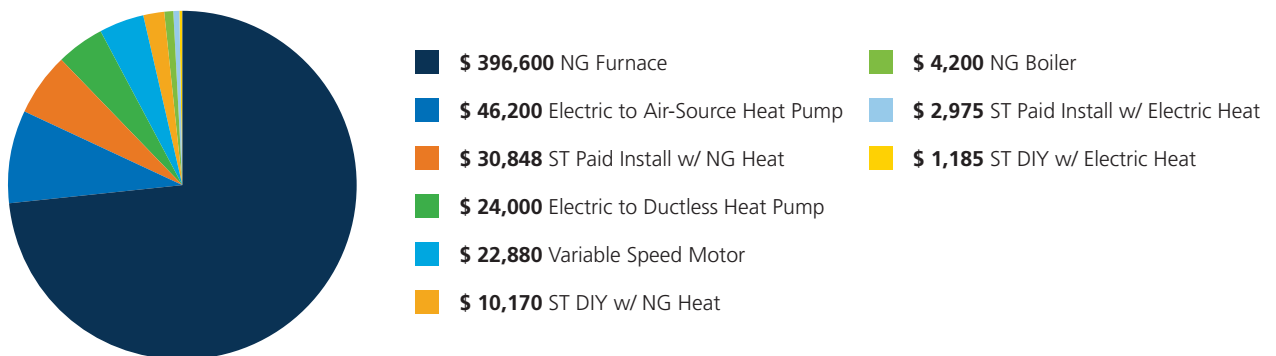 $ 396,600 NG Furnace
$ 46,200 Electric to Air-Source Heat Pump
$ 30,848 ST Paid Install w/ NG Heat
$ 24,000 Electric to Ductless Heat Pump
$ 22,880 Variable Speed Motor
$ 10,170 ST DIY w/ NG Heat
$ 4,200 NG Boiler
$ 2,975 ST Paid Install w/ Electric Heat
$ 1,185 ST DIY w/ Electric Heat